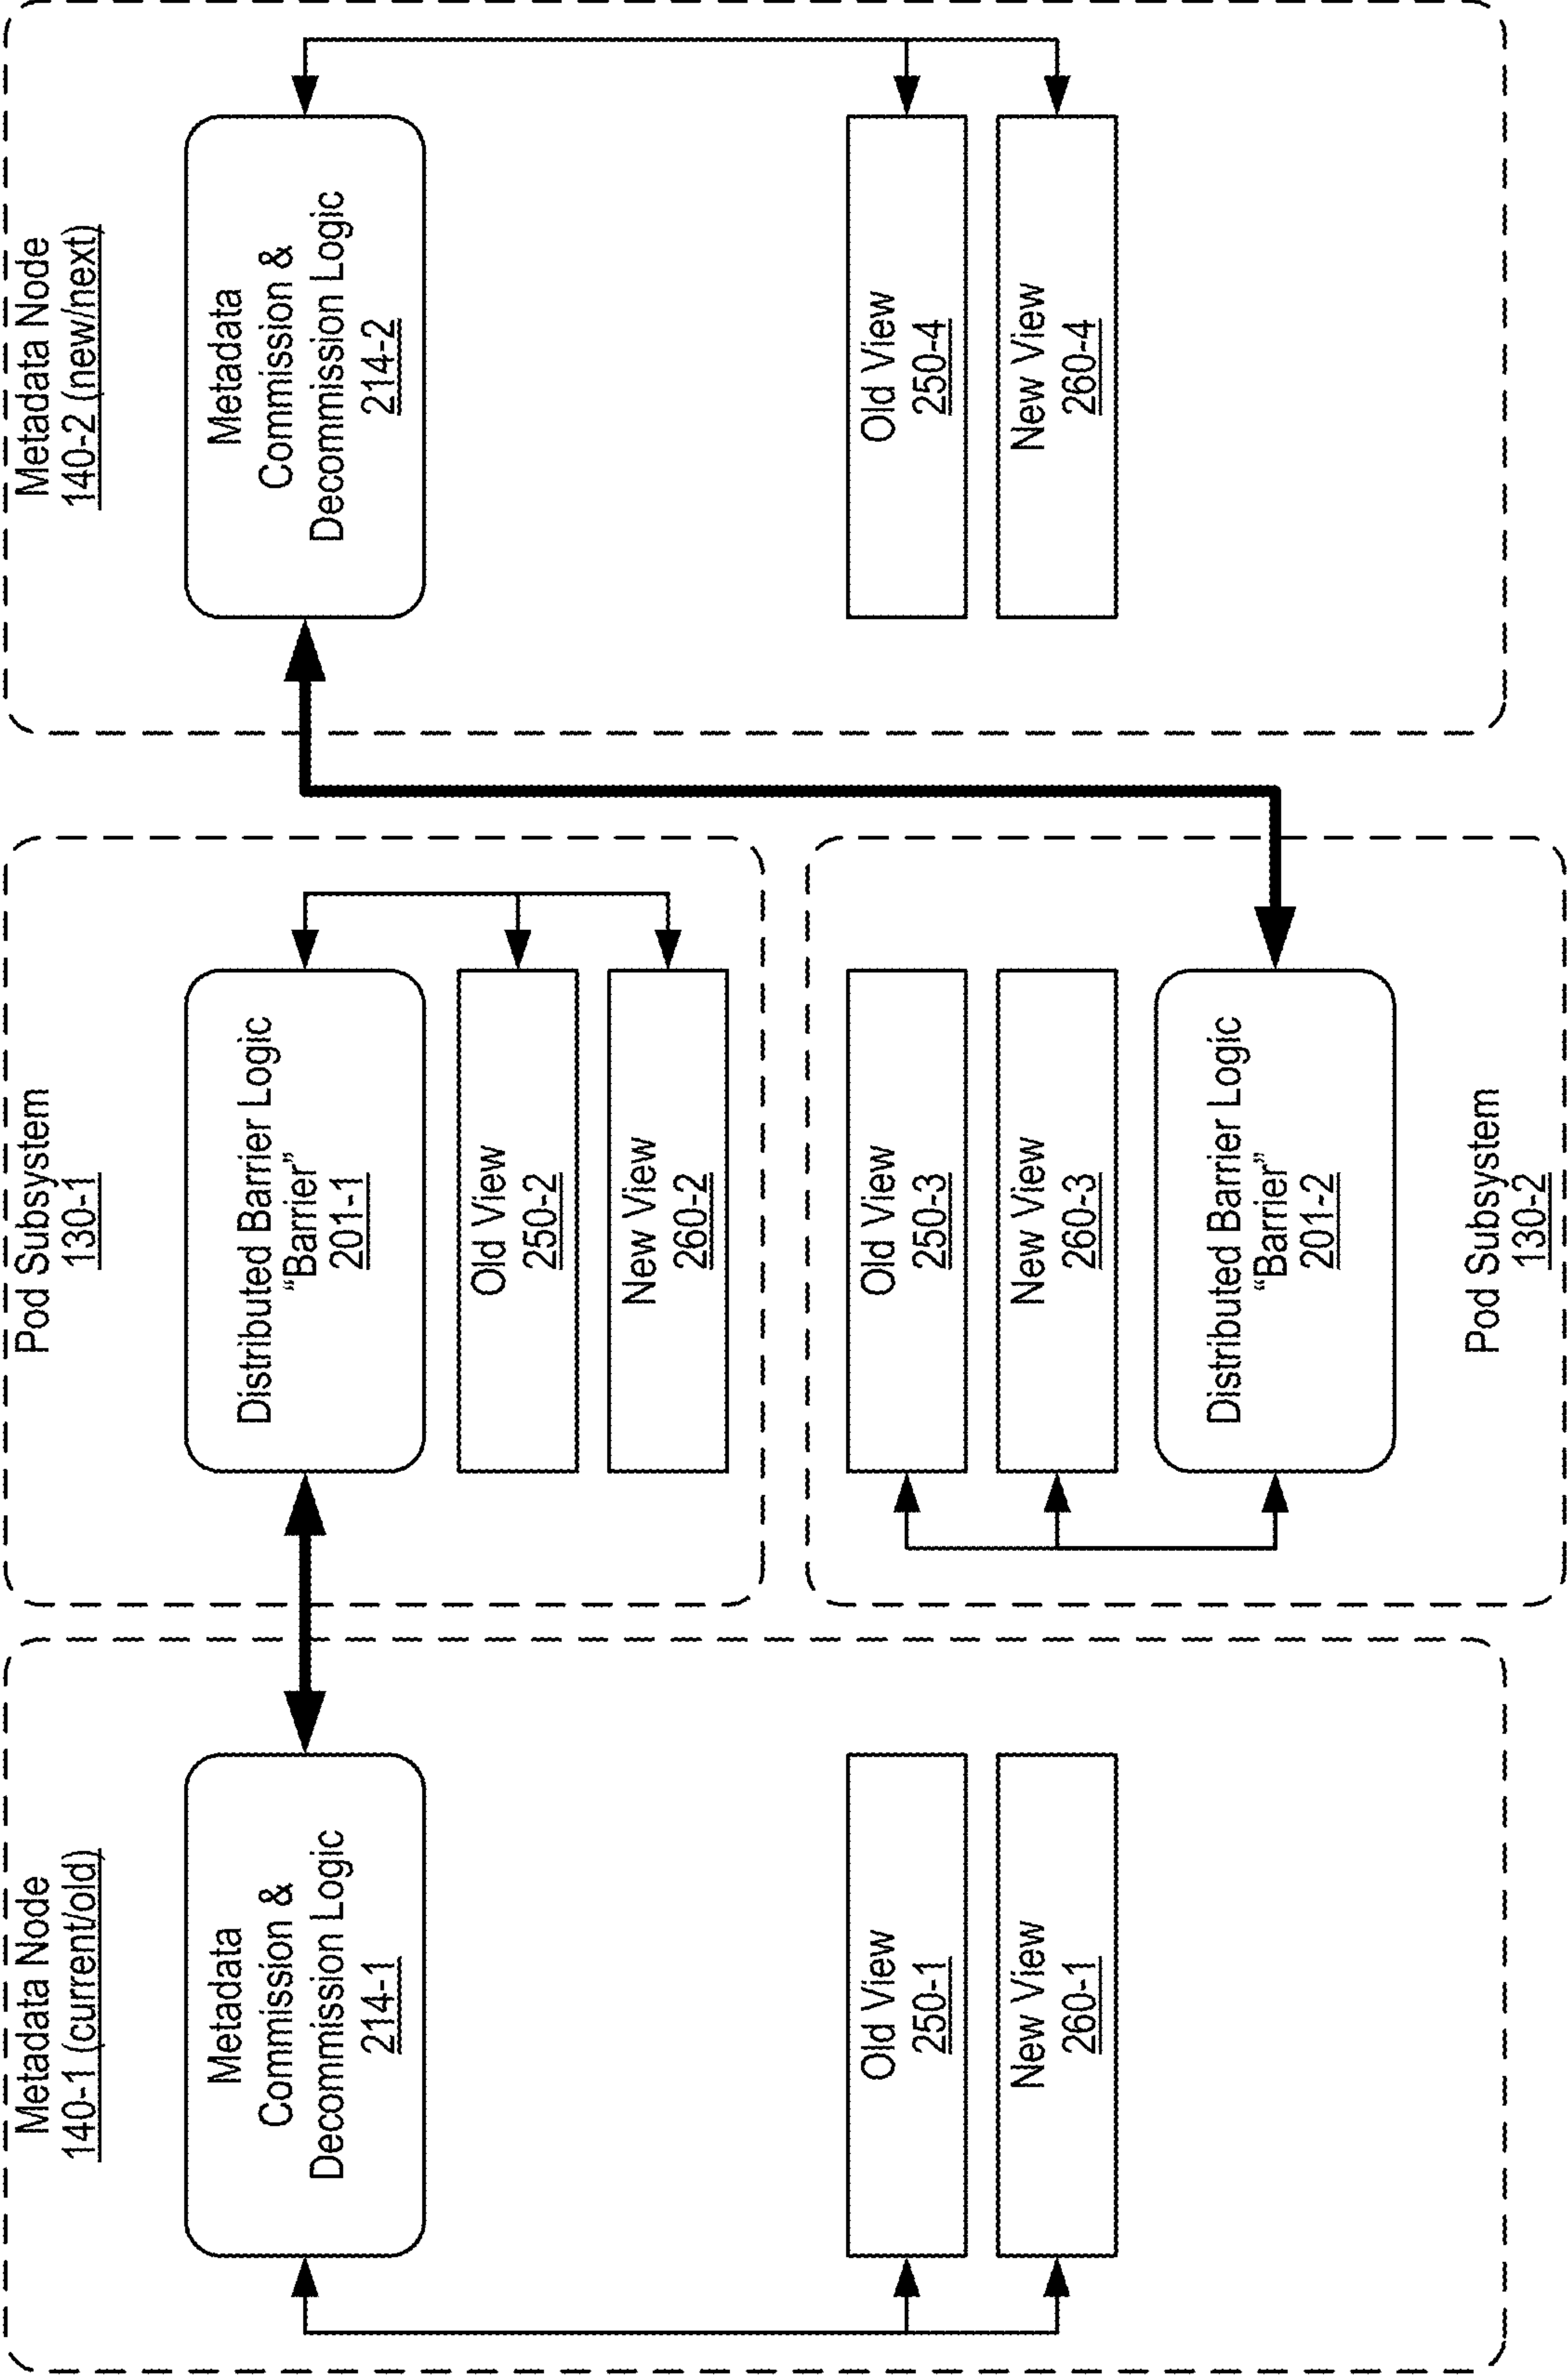 Metadata Node
140-1 (current/old)
Metadata
Commission &
Decommission Logic
214-1
Old View
250-1
New View
260-1
Pod Subsystem
130-1
Distributed Barrier Logic
“Barrier”
201-1
Old View
250-2
New View
260-2
Old View
250-3
New View
260-3
Distributed Barrier Logic
“Barrier”
201-2
Pod Subsystem
130-2
Metadata Node
140-2 (new/next)
Metadata
Commission &
Decommission Logic
214-2
Old View
250-4
New View
260-4